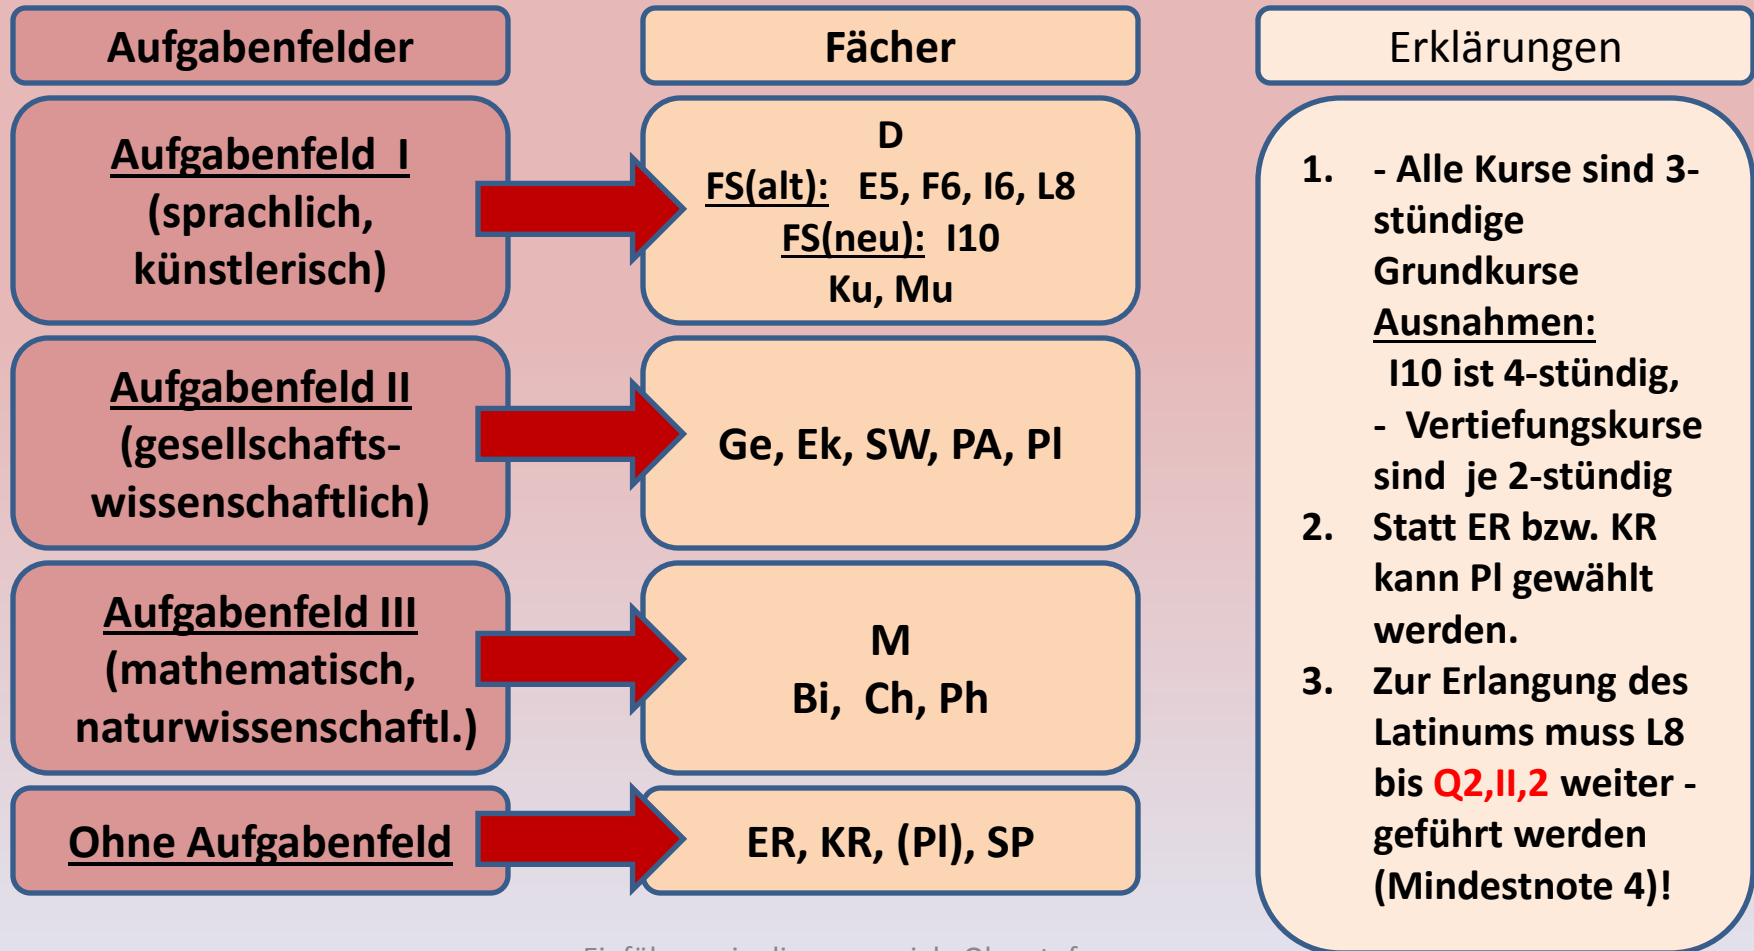 Aufgabenfelder
Fächer
Erklärungen
Aufgabenfeld I
(sprachlich,
künstlerisch)
D
FS(alt): E5, F6, I6, L8
FS(neu): I10
Ku, Mu
Aufgabenfeld II
(gesellschafts-
wissenschaftlich)
Ge, Ek, SW, PA, Pl
Aufgabenfeld III
(mathematisch,
naturwissenschaftl.)
M
Bi, Ch, Ph
Ohne Aufgabenfeld
ER, KR, (Pl), SP
1. - Alle Kurse sind 3-
stündige
Grundkurse
Ausnahmen:
I10 ist 4-stündig,
- Vertiefungskurse
sind je 2-stündig
2. Statt ER bzw. KR
kann Pl gewählt
werden.
3. Zur Erlangung des
Latinums muss L8
bis Q2,II,2 weiter -
geführt werden
(Mindestnote 4)!